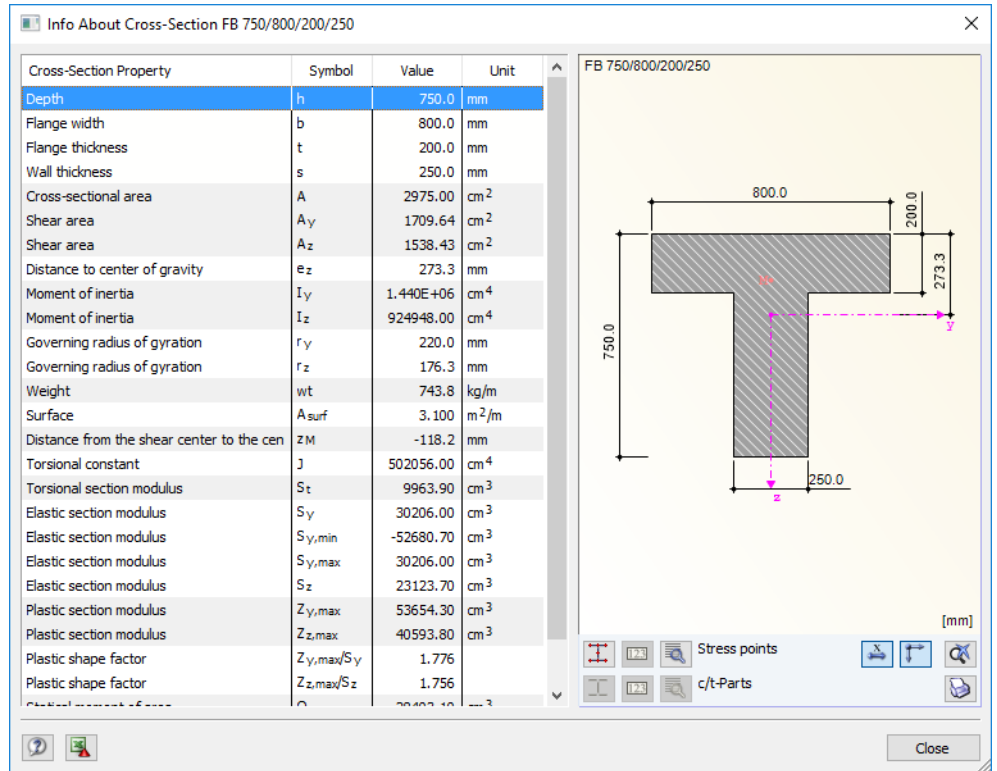 Info About Cross-Section FB 750/800/200/250
Cross-Section Property Symbol Value Unit
Depth h 750.0 mm
Flange width b 800.0 mm
Flange thickness t 200.0 mm
Wall thickness s 250.0 mm
Cross-sectional area A 2975.00 cm2
Shear area Ay 1709.64 cm2
Shear area Az 1538.43 cm2
Distance to center of gravity ez 273.3 mm
Moment of inertia Iy 1.440E+06 cm4
Moment of inertia Iz 924948.00 cm4
Governing radius of gyration ry 220.0 mm
Governing radius of gyration rz 176.3 mm
Weight wt 743.8 kg/m
Surface Asurf 3.100 m2/m
Distance from the shear center to the cen zM -118.2 mm
Torsional constant J 502056.00 cm4
Torsional section modulus St 9963.90 cm3
Elastic section modulus Sy 30206.00 cm3
Elastic section modulus Sy,min -52680.70 cm3
Elastic section modulus Sy,max 30206.00 cm3
Elastic section modulus Sz 23123.70 cm3
Plastic section modulus Zy,max 53654.30 cm3
Plastic section modulus Zz,max 40593.80 cm3
Plastic shape factor Zy,max/Sy 1.776
Plastic shape factor Zz,max/Sz 1.756
FB 750/800/200/250
800.0
200.0
273.3
y
750.0
250.0
z
[mm]
Stress points
c/t-Parts
Close